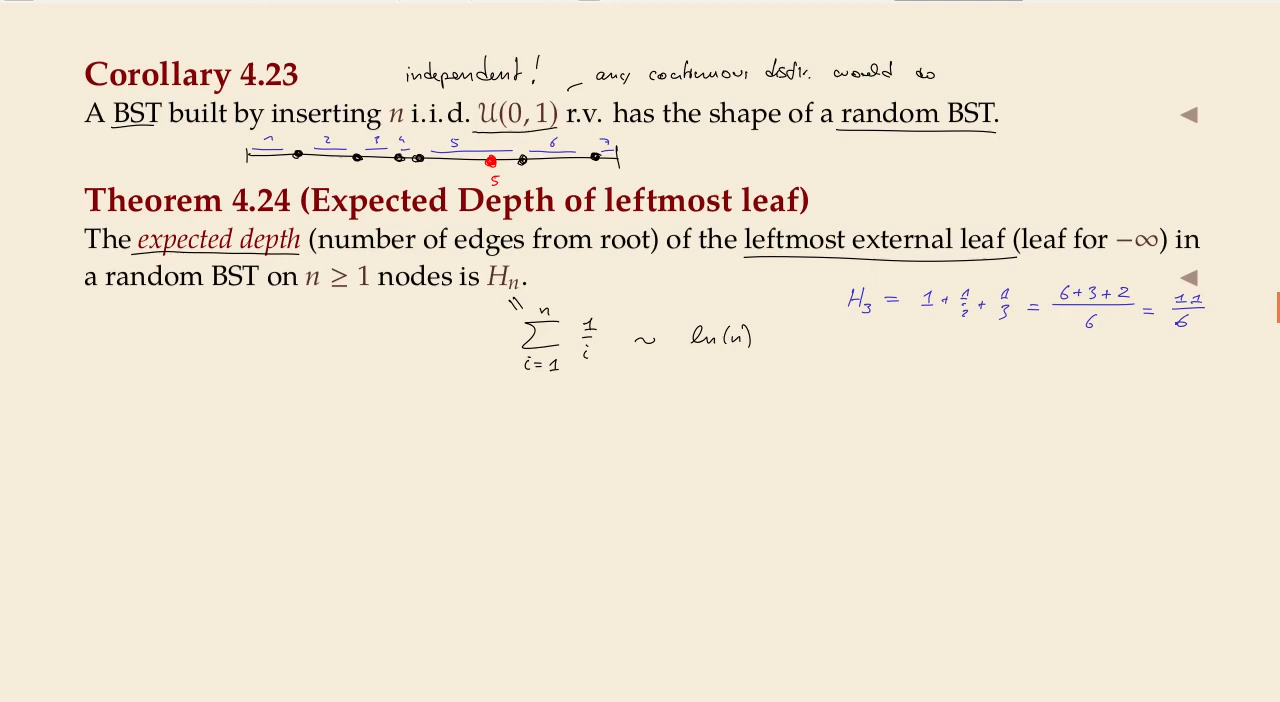 Corollary 4.23
independent! any continuous distr. would do
A BST built by inserting n i.i.d. 𝒰(0, 1) r.v. has the shape of a random BST. ◀
1 2 3 4 5 6 7
5
Theorem 4.24 (Expected Depth of leftmost leaf)
The expected depth (number of edges from root) of the leftmost external leaf (leaf for −∞) in
a random BST on n ≥ 1 nodes is Hₙ. ◀
H₃ = 1 + 1/2 + 1/3 = (6+3+2)/6 = 11/6
= ∑ᵢ₌₁ⁿ 1/i ∼ ln(n)